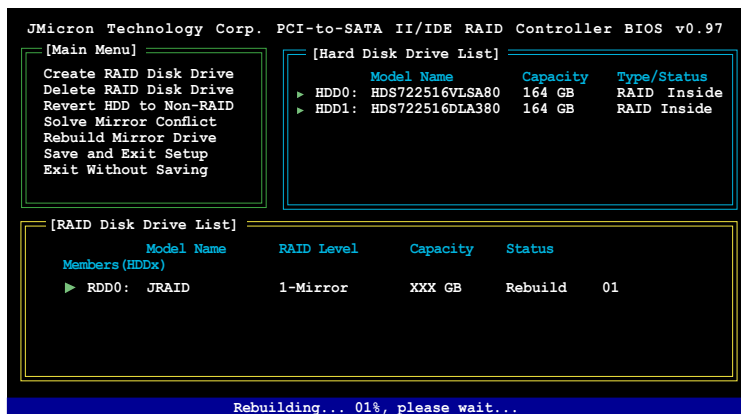 JMicron Technology Corp. PCI-to-SATA II/IDE RAID Controller BIOS v0.97
[Main Menu]
Create RAID Disk Drive
Delete RAID Disk Drive
Revert HDD to Non-RAID
Solve Mirror Conflict
Rebuild Mirror Drive
Save and Exit Setup
Exit Without Saving
[Hard Disk Drive List]
Model Name Capacity Type/Status
HDD0: HDS722516VLSA80 164 GB RAID Inside
HDD1: HDS722516DLA380 164 GB RAID Inside
[RAID Disk Drive List]
Model Name RAID Level Capacity Status
Members(HDDx)
RDD0: JRAID 1-Mirror XXX GB Rebuild 01
Rebuilding... 01%, please wait...